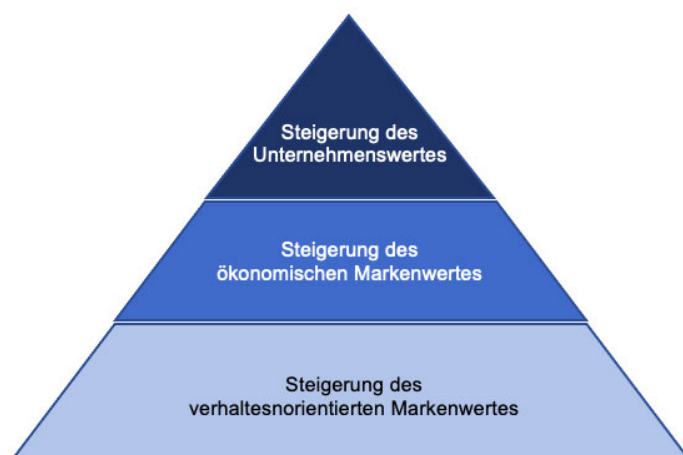 Steigerung des
Unternehmenswertes
Steigerung des
ökonomischen Markenwertes
Steigerung des
verhaltesnorientierten Markenwertes